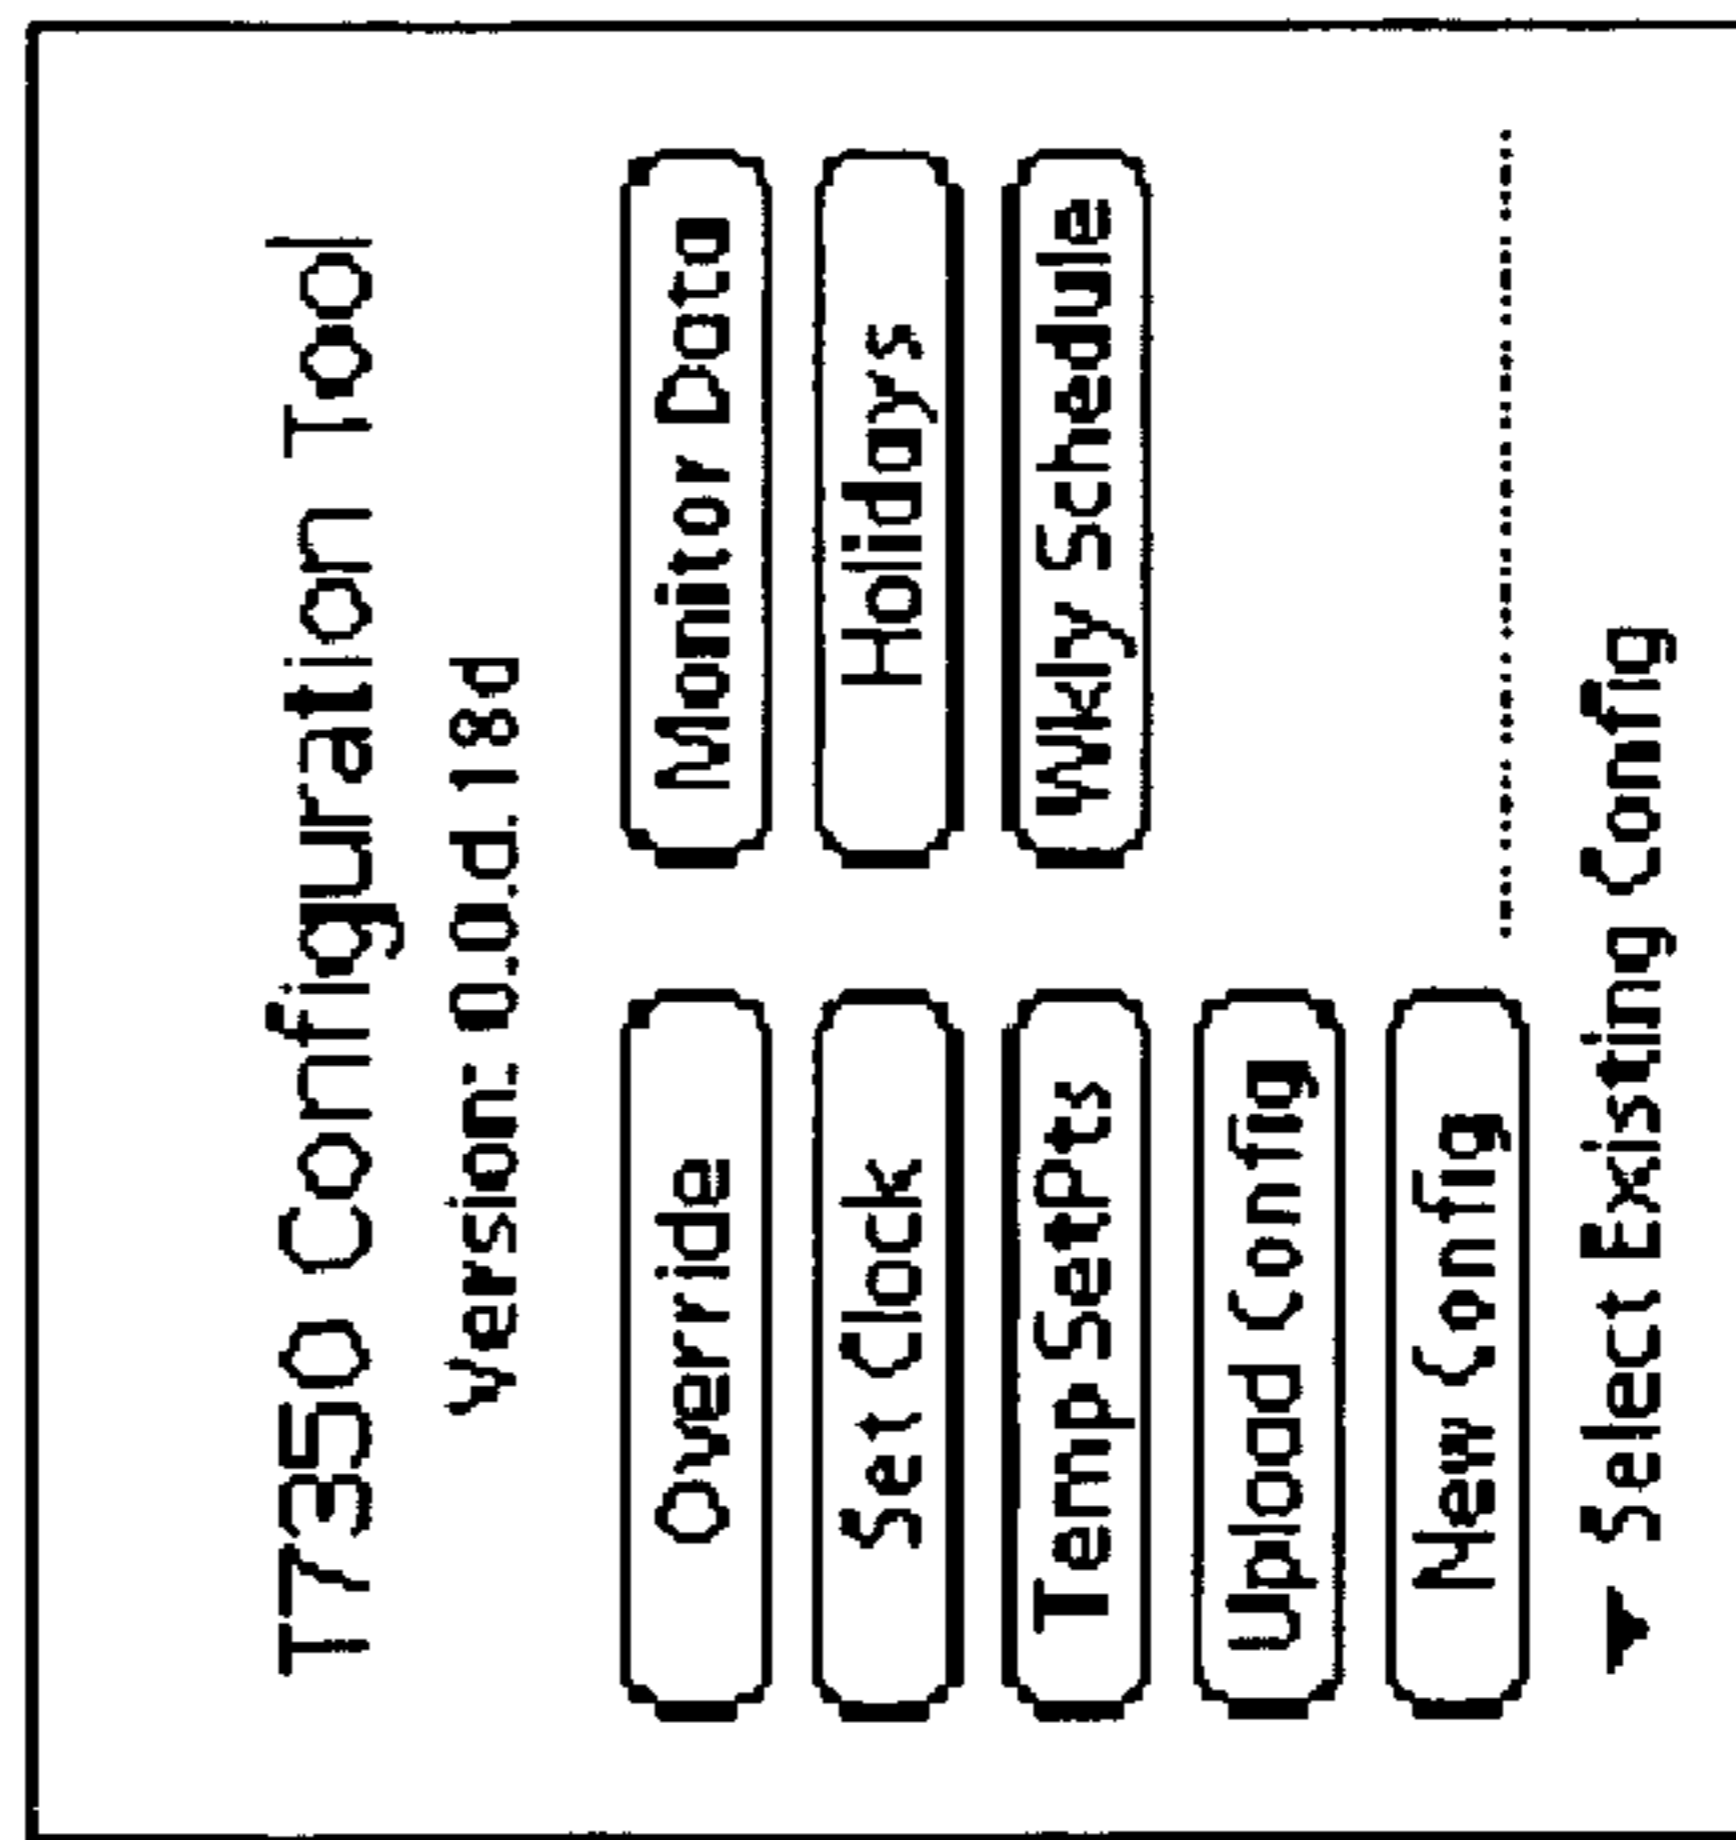 T7350 Configuration Tool
Version: 0.0.d.18d
Override Monitor Data
Set Clock Holidays
Temp SetPts Wkly Schedule
Upload Config
New Config
Select Existing Config